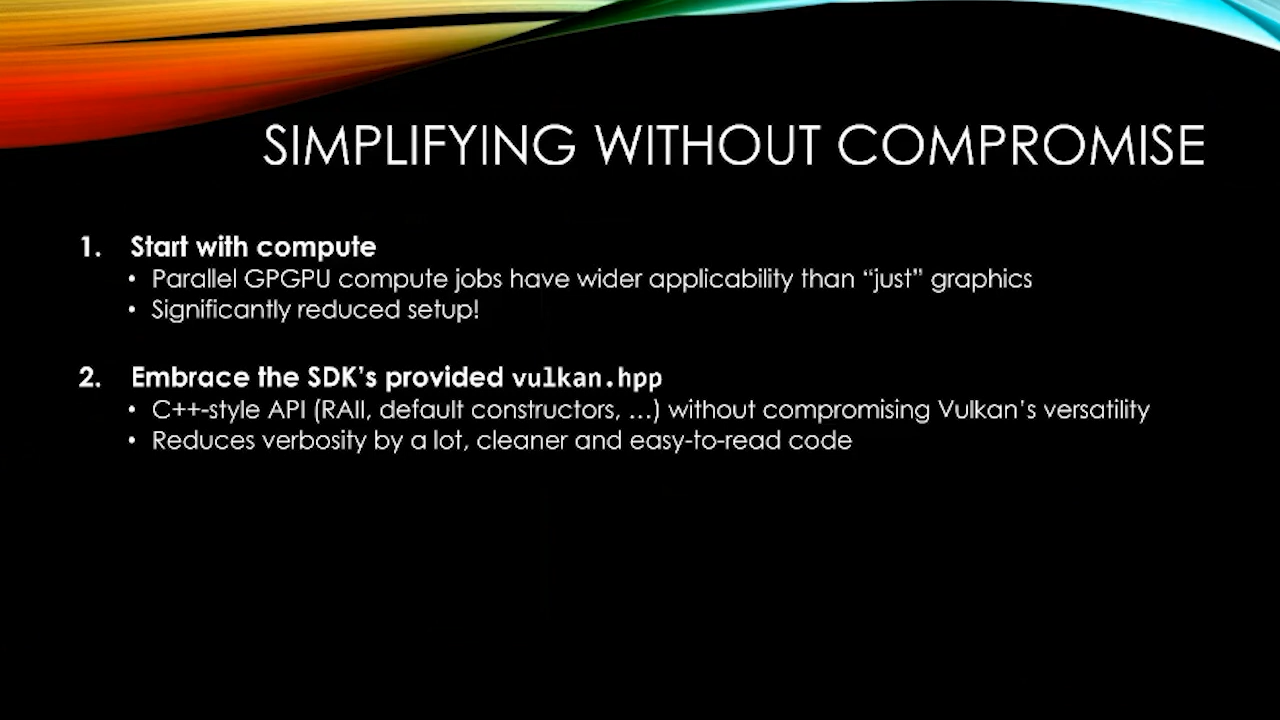 SIMPLIFYING WITHOUT COMPROMISE
1. Start with compute
• Parallel GPGPU compute jobs have wider applicability than “just” graphics
• Significantly reduced setup!
2. Embrace the SDK’s provided vulkan.hpp
• C++-style API (RAII, default constructors, …) without compromising Vulkan’s versatility
• Reduces verbosity by a lot, cleaner and easy-to-read code